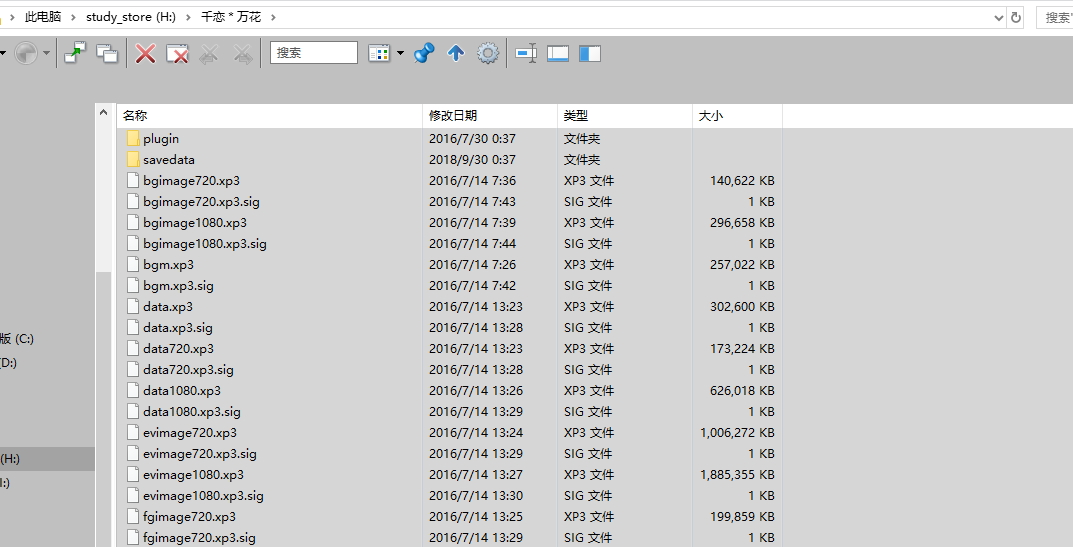 此电脑 › study_store (H:) › 千恋＊万花 ›
搜索"
搜索
名称 修改日期 类型 大小
plugin 2016/7/30 0:37 文件夹
savedata 2018/9/30 0:37 文件夹
bgimage720.xp3 2016/7/14 7:36 XP3 文件 140,622 KB
bgimage720.xp3.sig 2016/7/14 7:43 SIG 文件 1 KB
bgimage1080.xp3 2016/7/14 7:39 XP3 文件 296,658 KB
bgimage1080.xp3.sig 2016/7/14 7:44 SIG 文件 1 KB
bgm.xp3 2016/7/14 7:26 XP3 文件 257,022 KB
bgm.xp3.sig 2016/7/14 7:42 SIG 文件 1 KB
data.xp3 2016/7/14 13:23 XP3 文件 302,600 KB
data.xp3.sig 2016/7/14 13:28 SIG 文件 1 KB
版 (C:)
data720.xp3 2016/7/14 13:23 XP3 文件 173,224 KB
(D:)
data720.xp3.sig 2016/7/14 13:28 SIG 文件 1 KB
data1080.xp3 2016/7/14 13:26 XP3 文件 626,018 KB
data1080.xp3.sig 2016/7/14 13:29 SIG 文件 1 KB
evimage720.xp3 2016/7/14 13:24 XP3 文件 1,006,272 KB
evimage720.xp3.sig 2016/7/14 13:29 SIG 文件 1 KB
(H:)
evimage1080.xp3 2016/7/14 13:27 XP3 文件 1,885,355 KB
I:)
evimage1080.xp3.sig 2016/7/14 13:30 SIG 文件 1 KB
fgimage720.xp3 2016/7/14 13:25 XP3 文件 199,859 KB
fgimage720.xp3.sig 2016/7/14 13:29 SIG 文件 1 KB